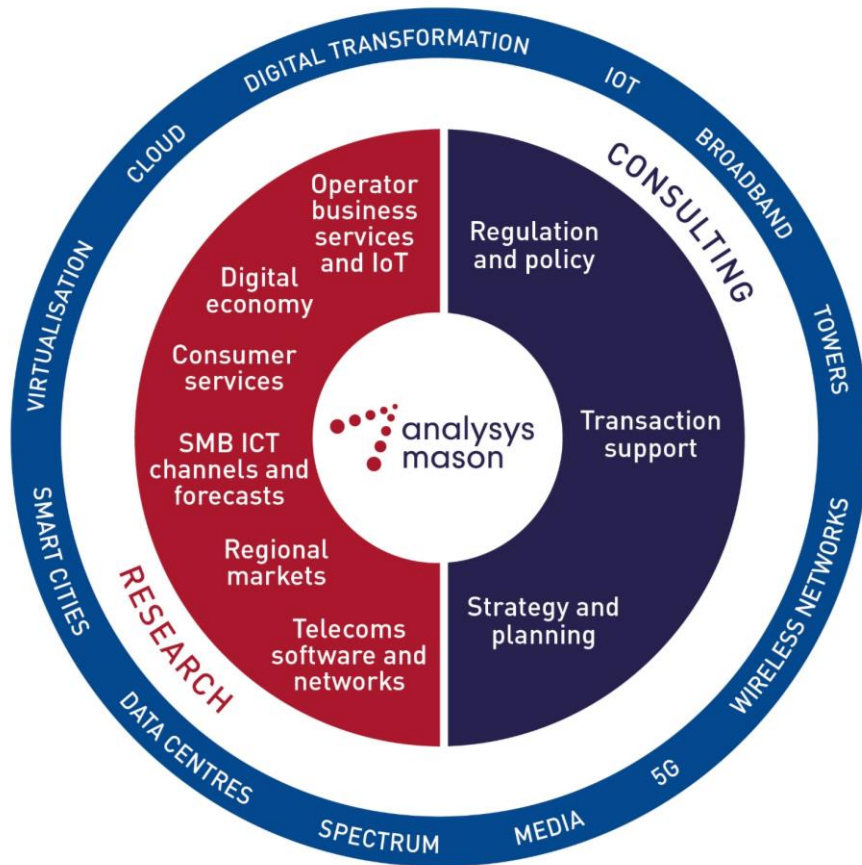 DIGITAL TRANSFORMATION
IOT
BROADBAND
TOWERS
WIRELESS NETWORKS
5G
MEDIA
SPECTRUM
DATA CENTRES
SMART CITIES
VIRTUALISATION
CLOUD
CONSULTING
Regulation
and policy
Transaction
support
Strategy and
planning
RESEARCH
Operator
business
services
and IoT
Digital
economy
Consumer
services
SMB ICT
channels and
forecasts
Regional
markets
Telecoms
software and
networks
analysys
mason